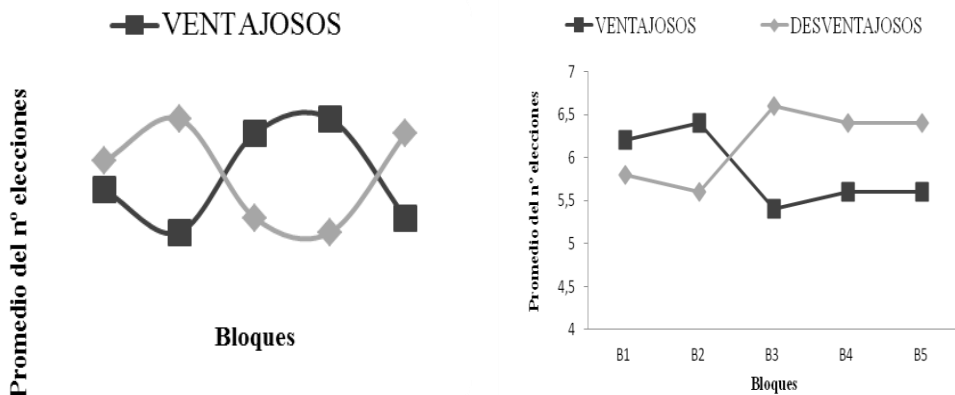 VENTAJOSOS
Promedio del nº elecciones
Bloques
VENTAJOSOS
DESVENTAJOSOS
Promedio del nº elecciones
7
6,5
6
5,5
5
4,5
4
B1
B2
B3
B4
B5
Bloques